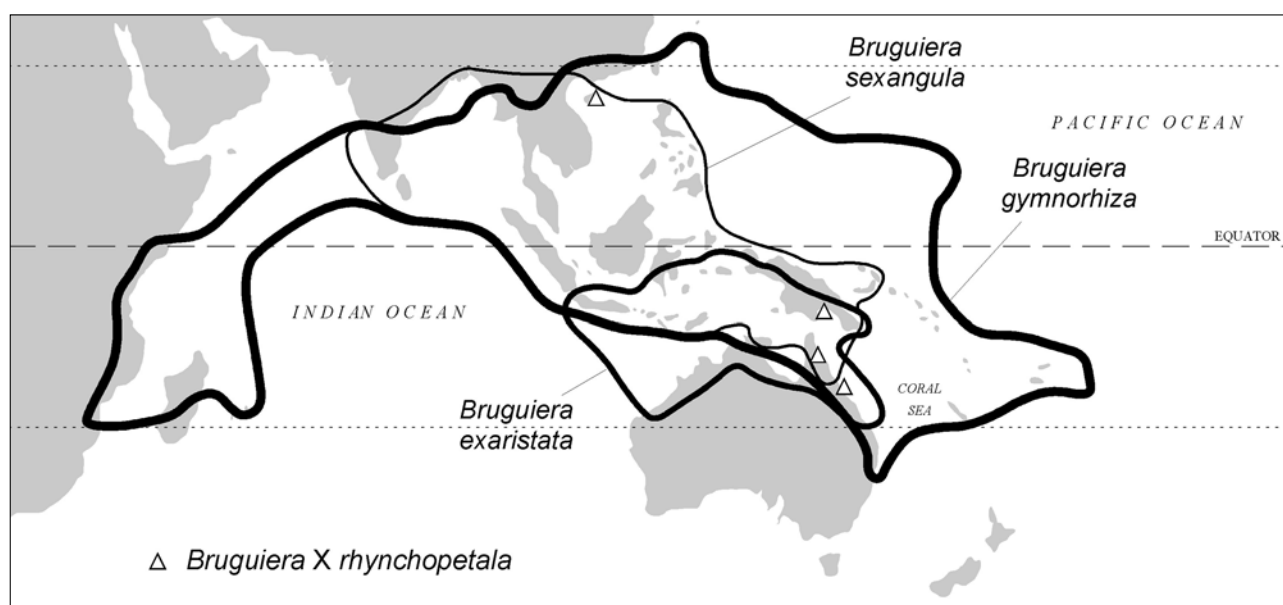 Bruguiera
sexangula
PACIFIC OCEAN
Bruguiera
gymnorhiza
EQUATOR
INDIAN OCEAN
Bruguiera
exaristata
CORAL
SEA
△ Bruguiera X rhynchopetala